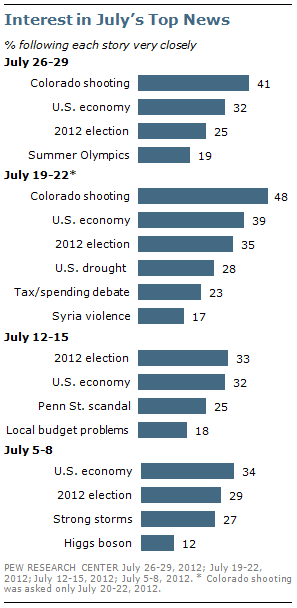 Interest in July's Top News
% following each story very closely
July 26-29
Colorado shooting 41
U.S. economy 32
2012 election 25
Summer Olympics 19
July 19-22*
Colorado shooting 48
U.S. economy 39
2012 election 35
U.S. drought 28
Tax/spending debate 23
Syria violence 17
July 12-15
2012 election 33
U.S. economy 32
Penn St. scandal 25
Local budget problems 18
July 5-8
U.S. economy 34
2012 election 29
Strong storms 27
Higgs boson 12
PEW RESEARCH CENTER July 26-29, 2012; July 19-22,
2012; July 12-15, 2012; July 5-8, 2012. * Colorado shooting
was asked only July 20-22, 2012.